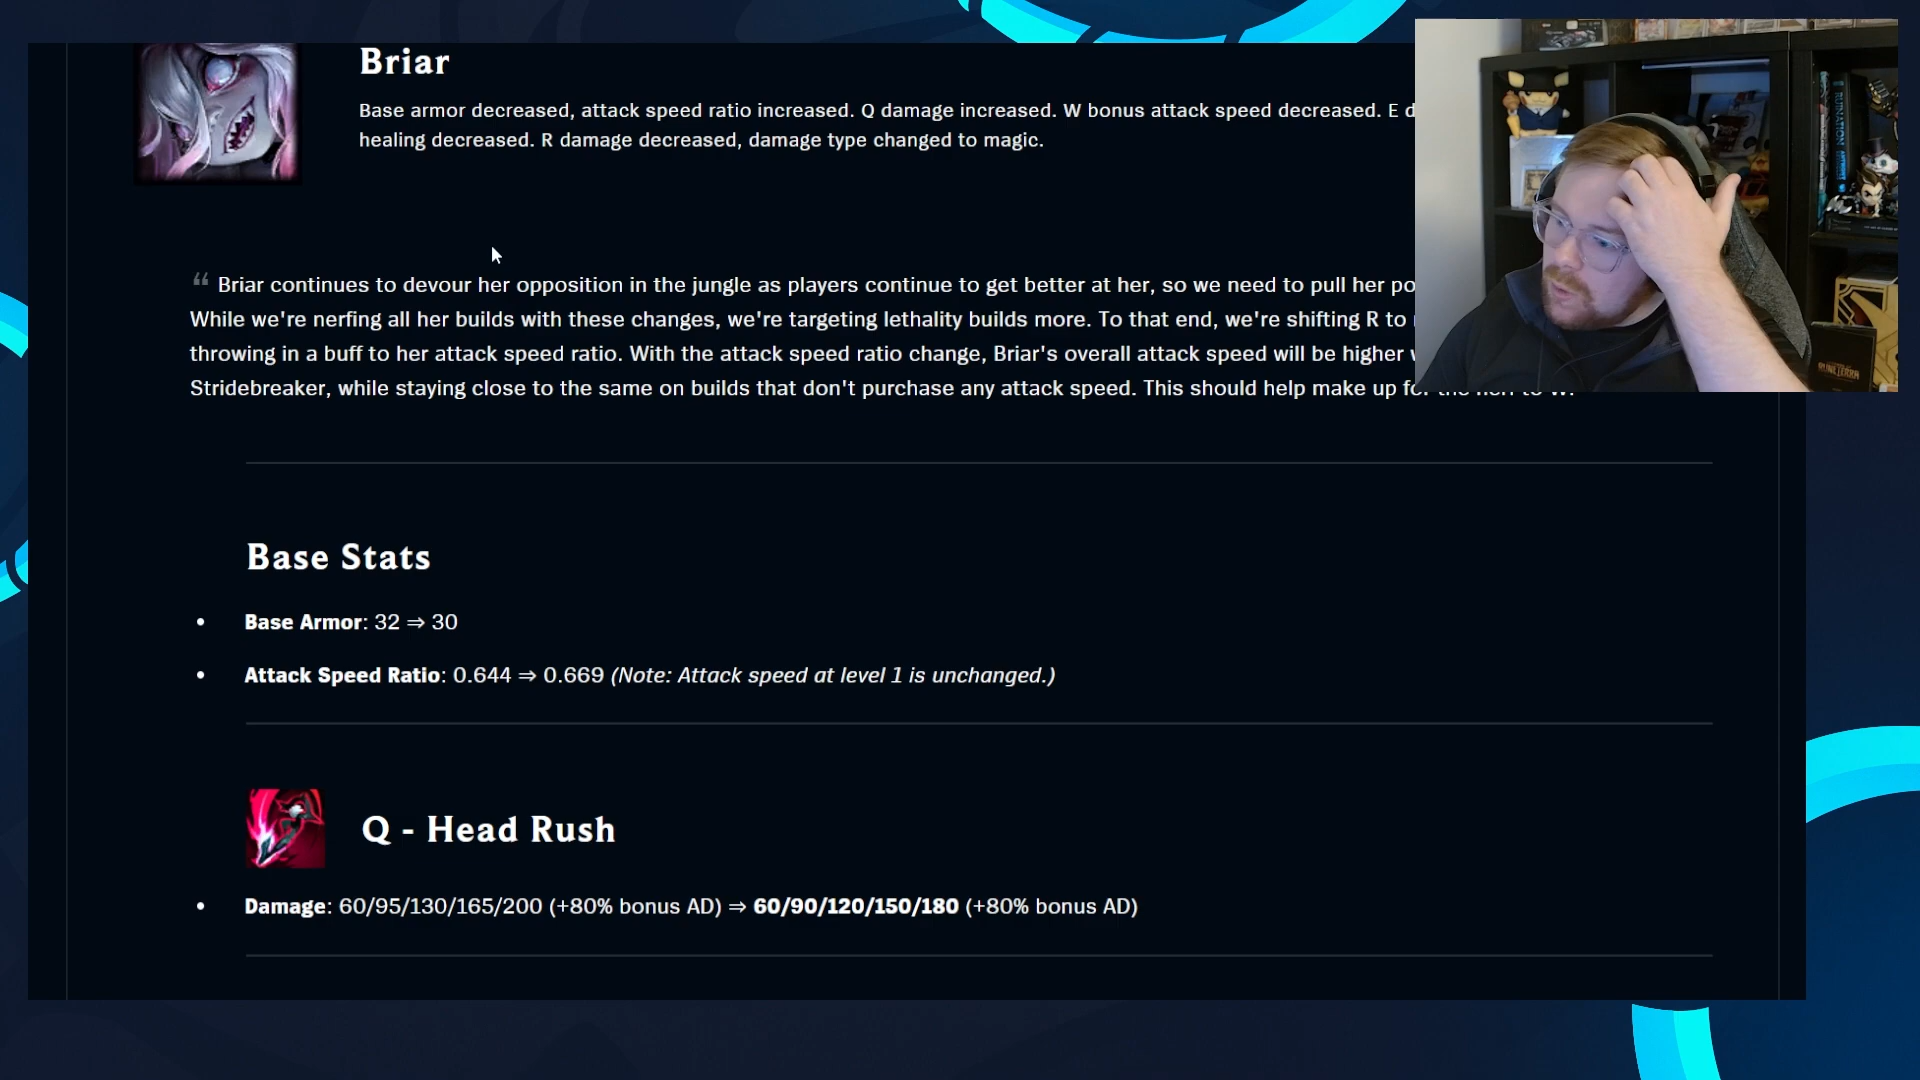 Briar
Base armor decreased, attack speed ratio increased. Q damage increased. W bonus attack speed decreased. E
healing decreased. R damage decreased, damage type changed to magic.
“ Briar continues to devour her opposition in the jungle as players continue to get better at her, so we need to pull her
While we're nerfing all her builds with these changes, we're targeting lethality builds more. To that end, we're shifting R to
throwing in a buff to her attack speed ratio. With the attack speed ratio change, Briar's overall attack speed will be higher
Stridebreaker, while staying close to the same on builds that don't purchase any attack speed. This should help make up
Base Stats
• Base Armor: 32 ⇒ 30
• Attack Speed Ratio: 0.644 ⇒ 0.669 (Note: Attack speed at level 1 is unchanged.)
Q - Head Rush
• Damage: 60/95/130/165/200 (+80% bonus AD) ⇒ 60/90/120/150/180 (+80% bonus AD)